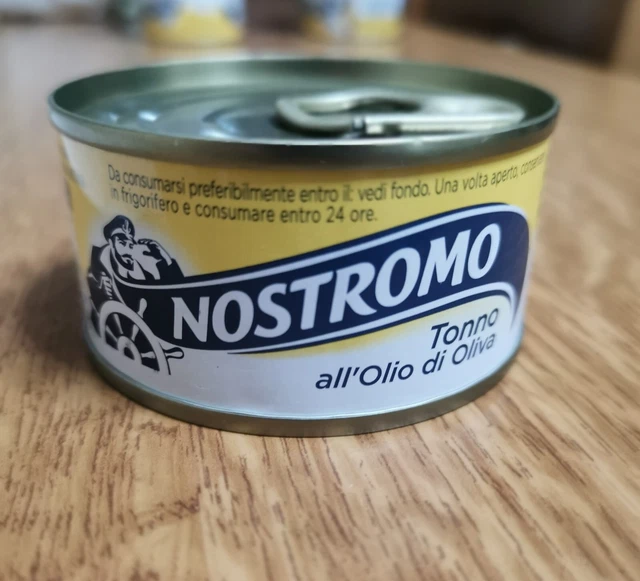 Da consumarsi preferibilmente entro il: vedi fondo. Una volta aperto,
in frigorifero e consumare entro 24 ore.
NOSTROMO
Tonno
all'Olio di Oliva